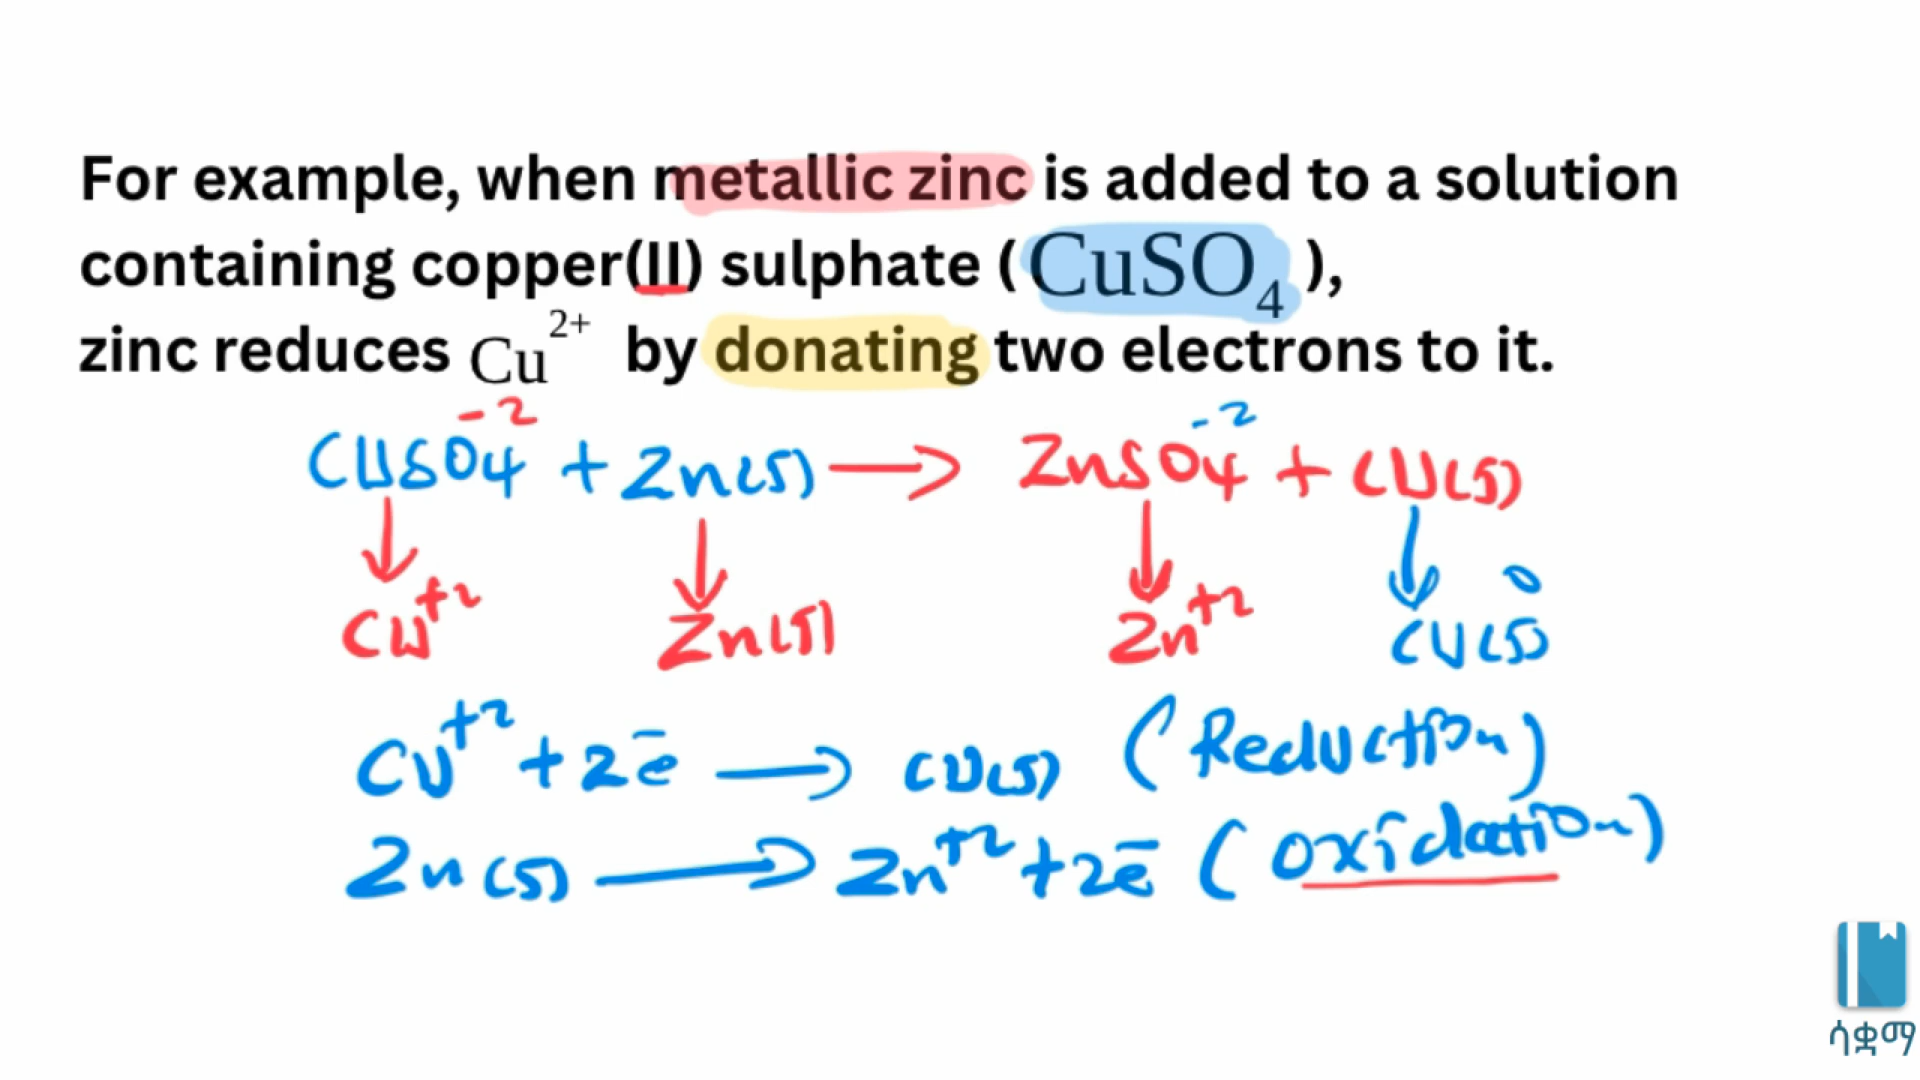 For example, when metallic zinc is added to a solution
containing copper(II) sulphate (CuSO₄),
zinc reduces Cu²⁺ by donating two electrons to it.
CuSO₄⁻² + Zn(s) → ZnSO₄⁻² + Cu(s)
↓ ↓ ↓ ↓
Cu⁺² Zn(s) Zn⁺² Cu(s)⁰
Cu⁺² + 2e⁻ → Cu(s) (Reduction)
Zn(s) → Zn⁺² + 2e⁻ (oxidation)
ሳቋማ